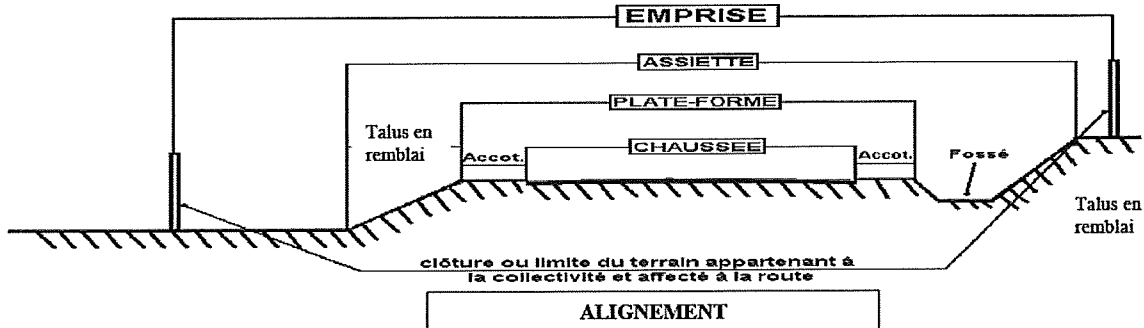 EMPRISE
ASSIETTE
PLATE-FORME
Talus en
remblai
Accot.
CHAUSSEE
Accot.
Fossé
Talus en
remblai
clôture ou limite du terrain appartenant à
la collectivité et affecté à la route
ALIGNEMENT